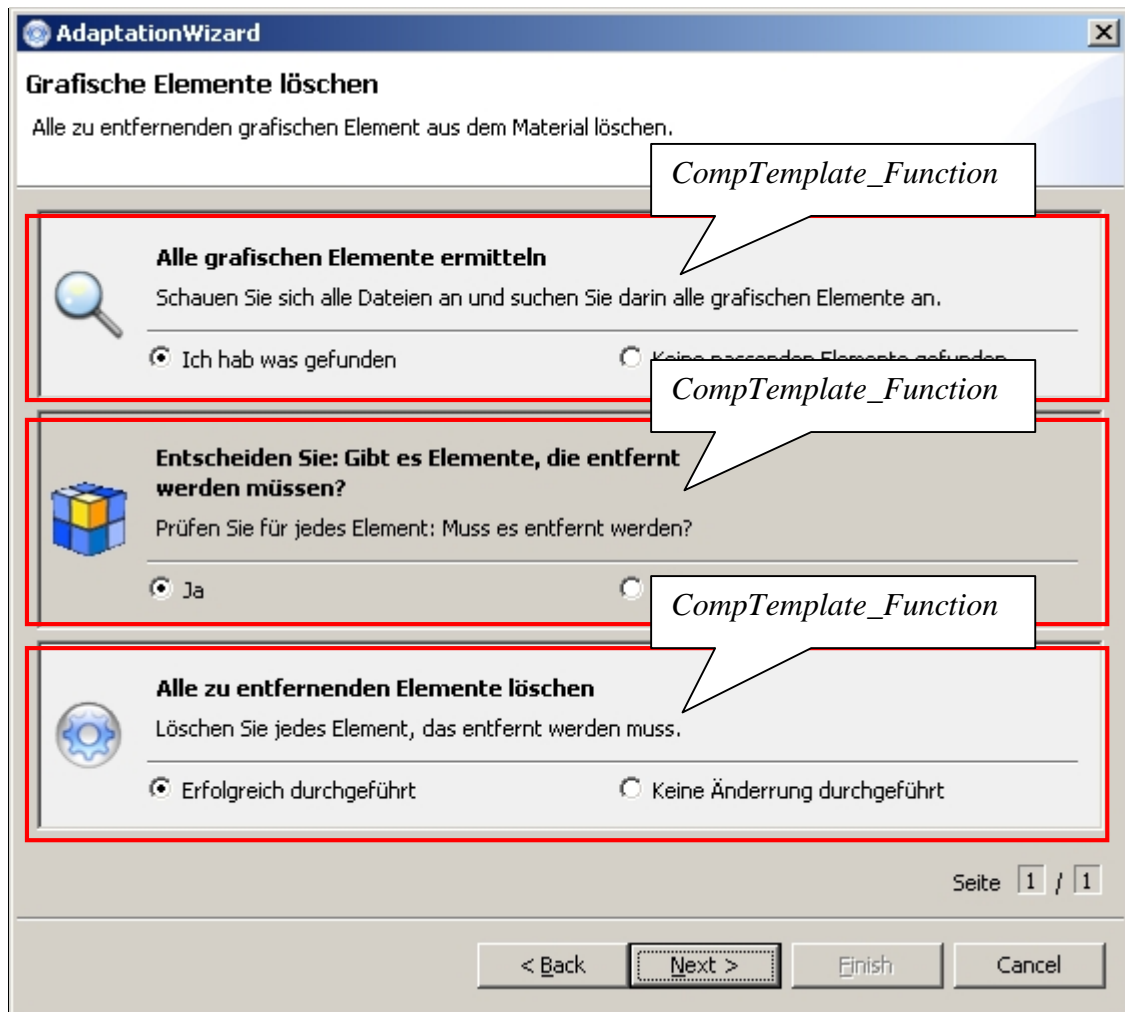 AdaptationWizard
Grafische Elemente löschen
Alle zu entfernenden grafischen Element aus dem Material löschen.
CompTemplate_Function
Alle grafischen Elemente ermitteln
Schauen Sie sich alle Dateien an und suchen Sie darin alle grafischen Elemente an.
Ich hab was gefunden
Keine passenden Elemente gefunden
CompTemplate_Function
Entscheiden Sie: Gibt es Elemente, die entfernt
werden müssen?
Prüfen Sie für jedes Element: Muss es entfernt werden?
Ja
CompTemplate_Function
Alle zu entfernenden Elemente löschen
Löschen Sie jedes Element, das entfernt werden muss.
Erfolgreich durchgeführt
Keine Änderrung durchgeführt
Seite 1 / 1
< Back
Next >
Finish
Cancel